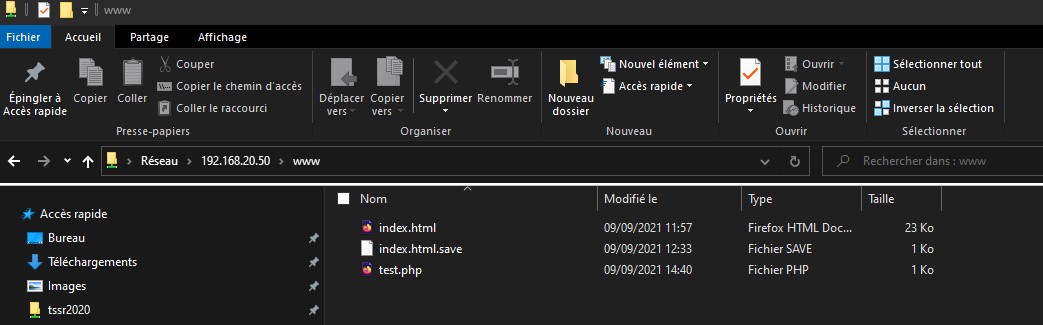 www
Fichier Accueil Partage Affichage
Épingler à Accès rapide
Copier
Coller
Couper
Copier le chemin d'accès
Coller le raccourci
Presse-papiers
Déplacer vers
Copier vers
Supprimer
Renommer
Organiser
Nouveau dossier
Nouvel élément
Accès rapide
Nouveau
Propriétés
Ouvrir
Modifier
Historique
Ouvrir
Sélectionner tout
Aucun
Inverser la sélection
Sélectionner
Réseau 192.168.20.50 www
Rechercher dans : www
Accès rapide
Bureau
Téléchargements
Images
tssr2020
Nom Modifié le Type Taille
index.html 09/09/2021 11:57 Firefox HTML Doc... 23 Ko
index.html.save 09/09/2021 12:33 Fichier SAVE 1 Ko
test.php 09/09/2021 14:40 Fichier PHP 1 Ko